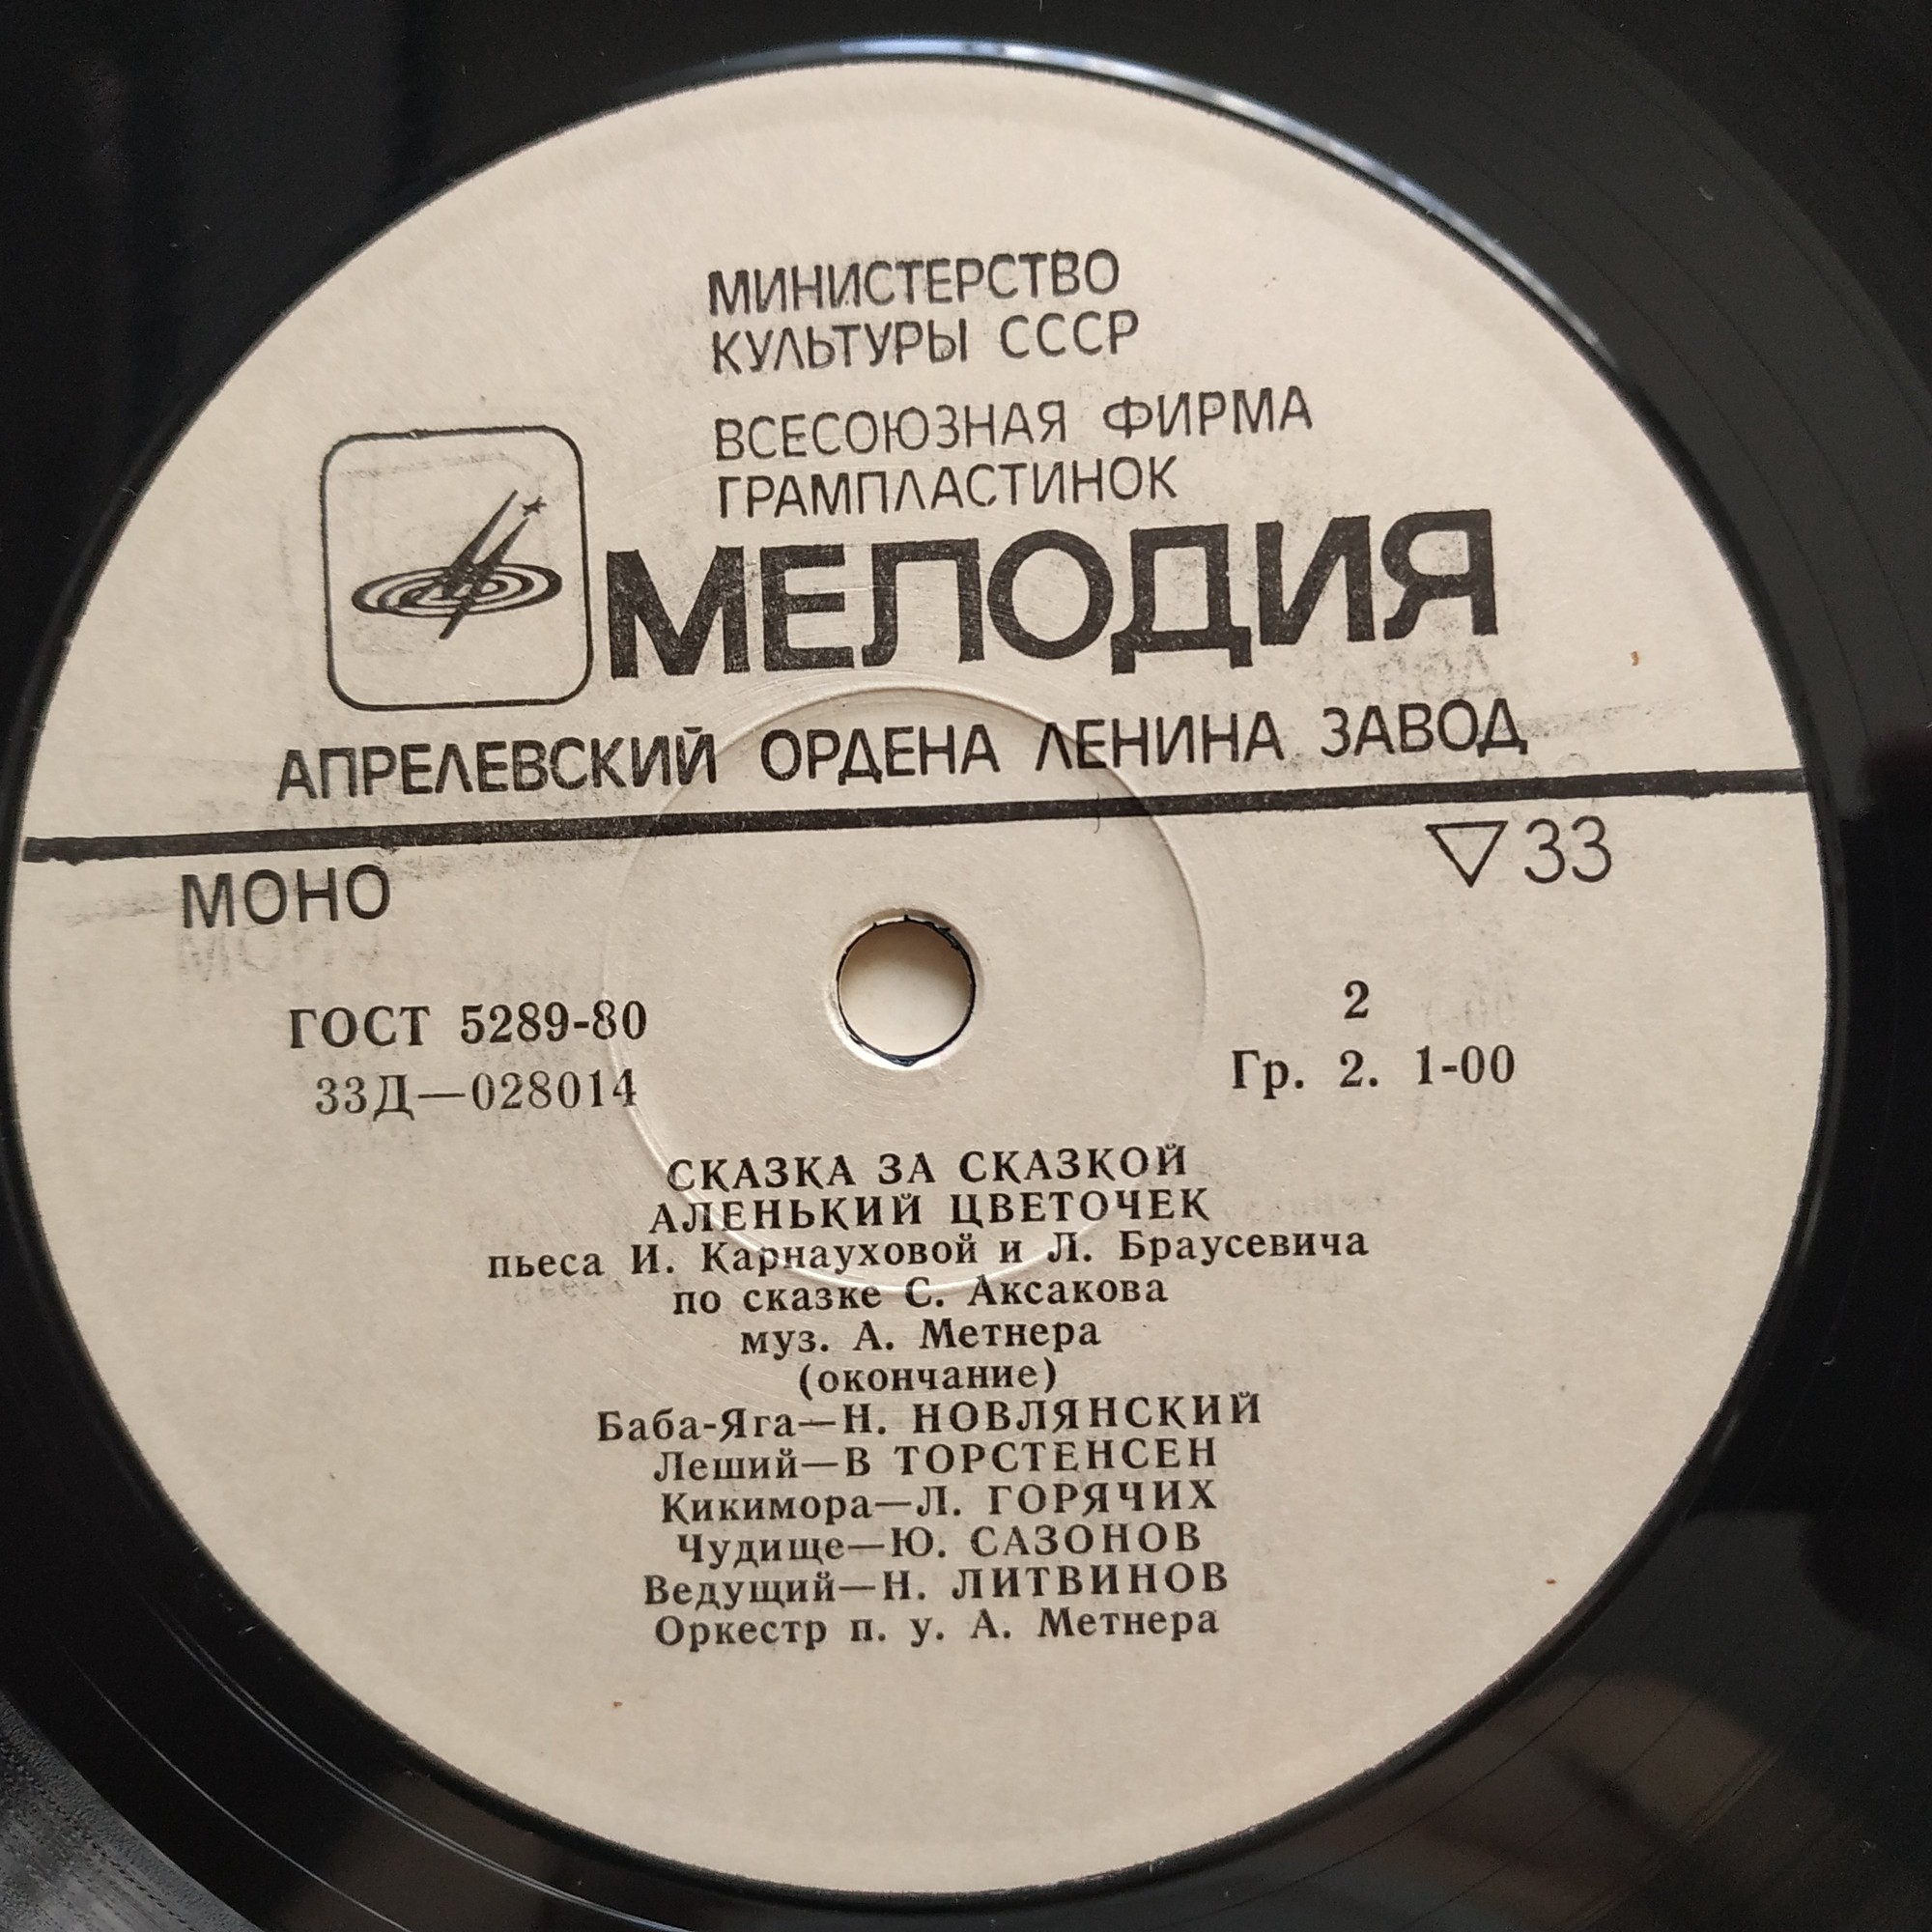 МИНИСТЕРСТВО
КУЛЬТУРЫ СССР
ВСЕСОЮЗНАЯ ФИРМА
ГРАМПЛАСТИНОК
МЕЛОДИЯ
АПРЕЛЕВСКИЙ ОРДЕНА ЛЕНИНА ЗАВОД
МОНО
33
ГОСТ 5289-80
33Д—028014
2
Гр. 2. 1-00
СКАЗКА ЗА СКАЗКОЙ
АЛЕНЬКИЙ ЦВЕТОЧЕК
пьеса И. Карнауховой и Л. Браусевича
по сказке С. Аксакова
муз. А. Метнера
(окончание)
Баба-Яга—Н. НОВЛЯНСКИЙ
Леший—В ТОРСТЕНСЕН
Кикимора—Л. ГОРЯЧИХ
Чудище—Ю. САЗОНОВ
Ведущий—Н. ЛИТВИНОВ
Оркестр п. у. А. Метнера